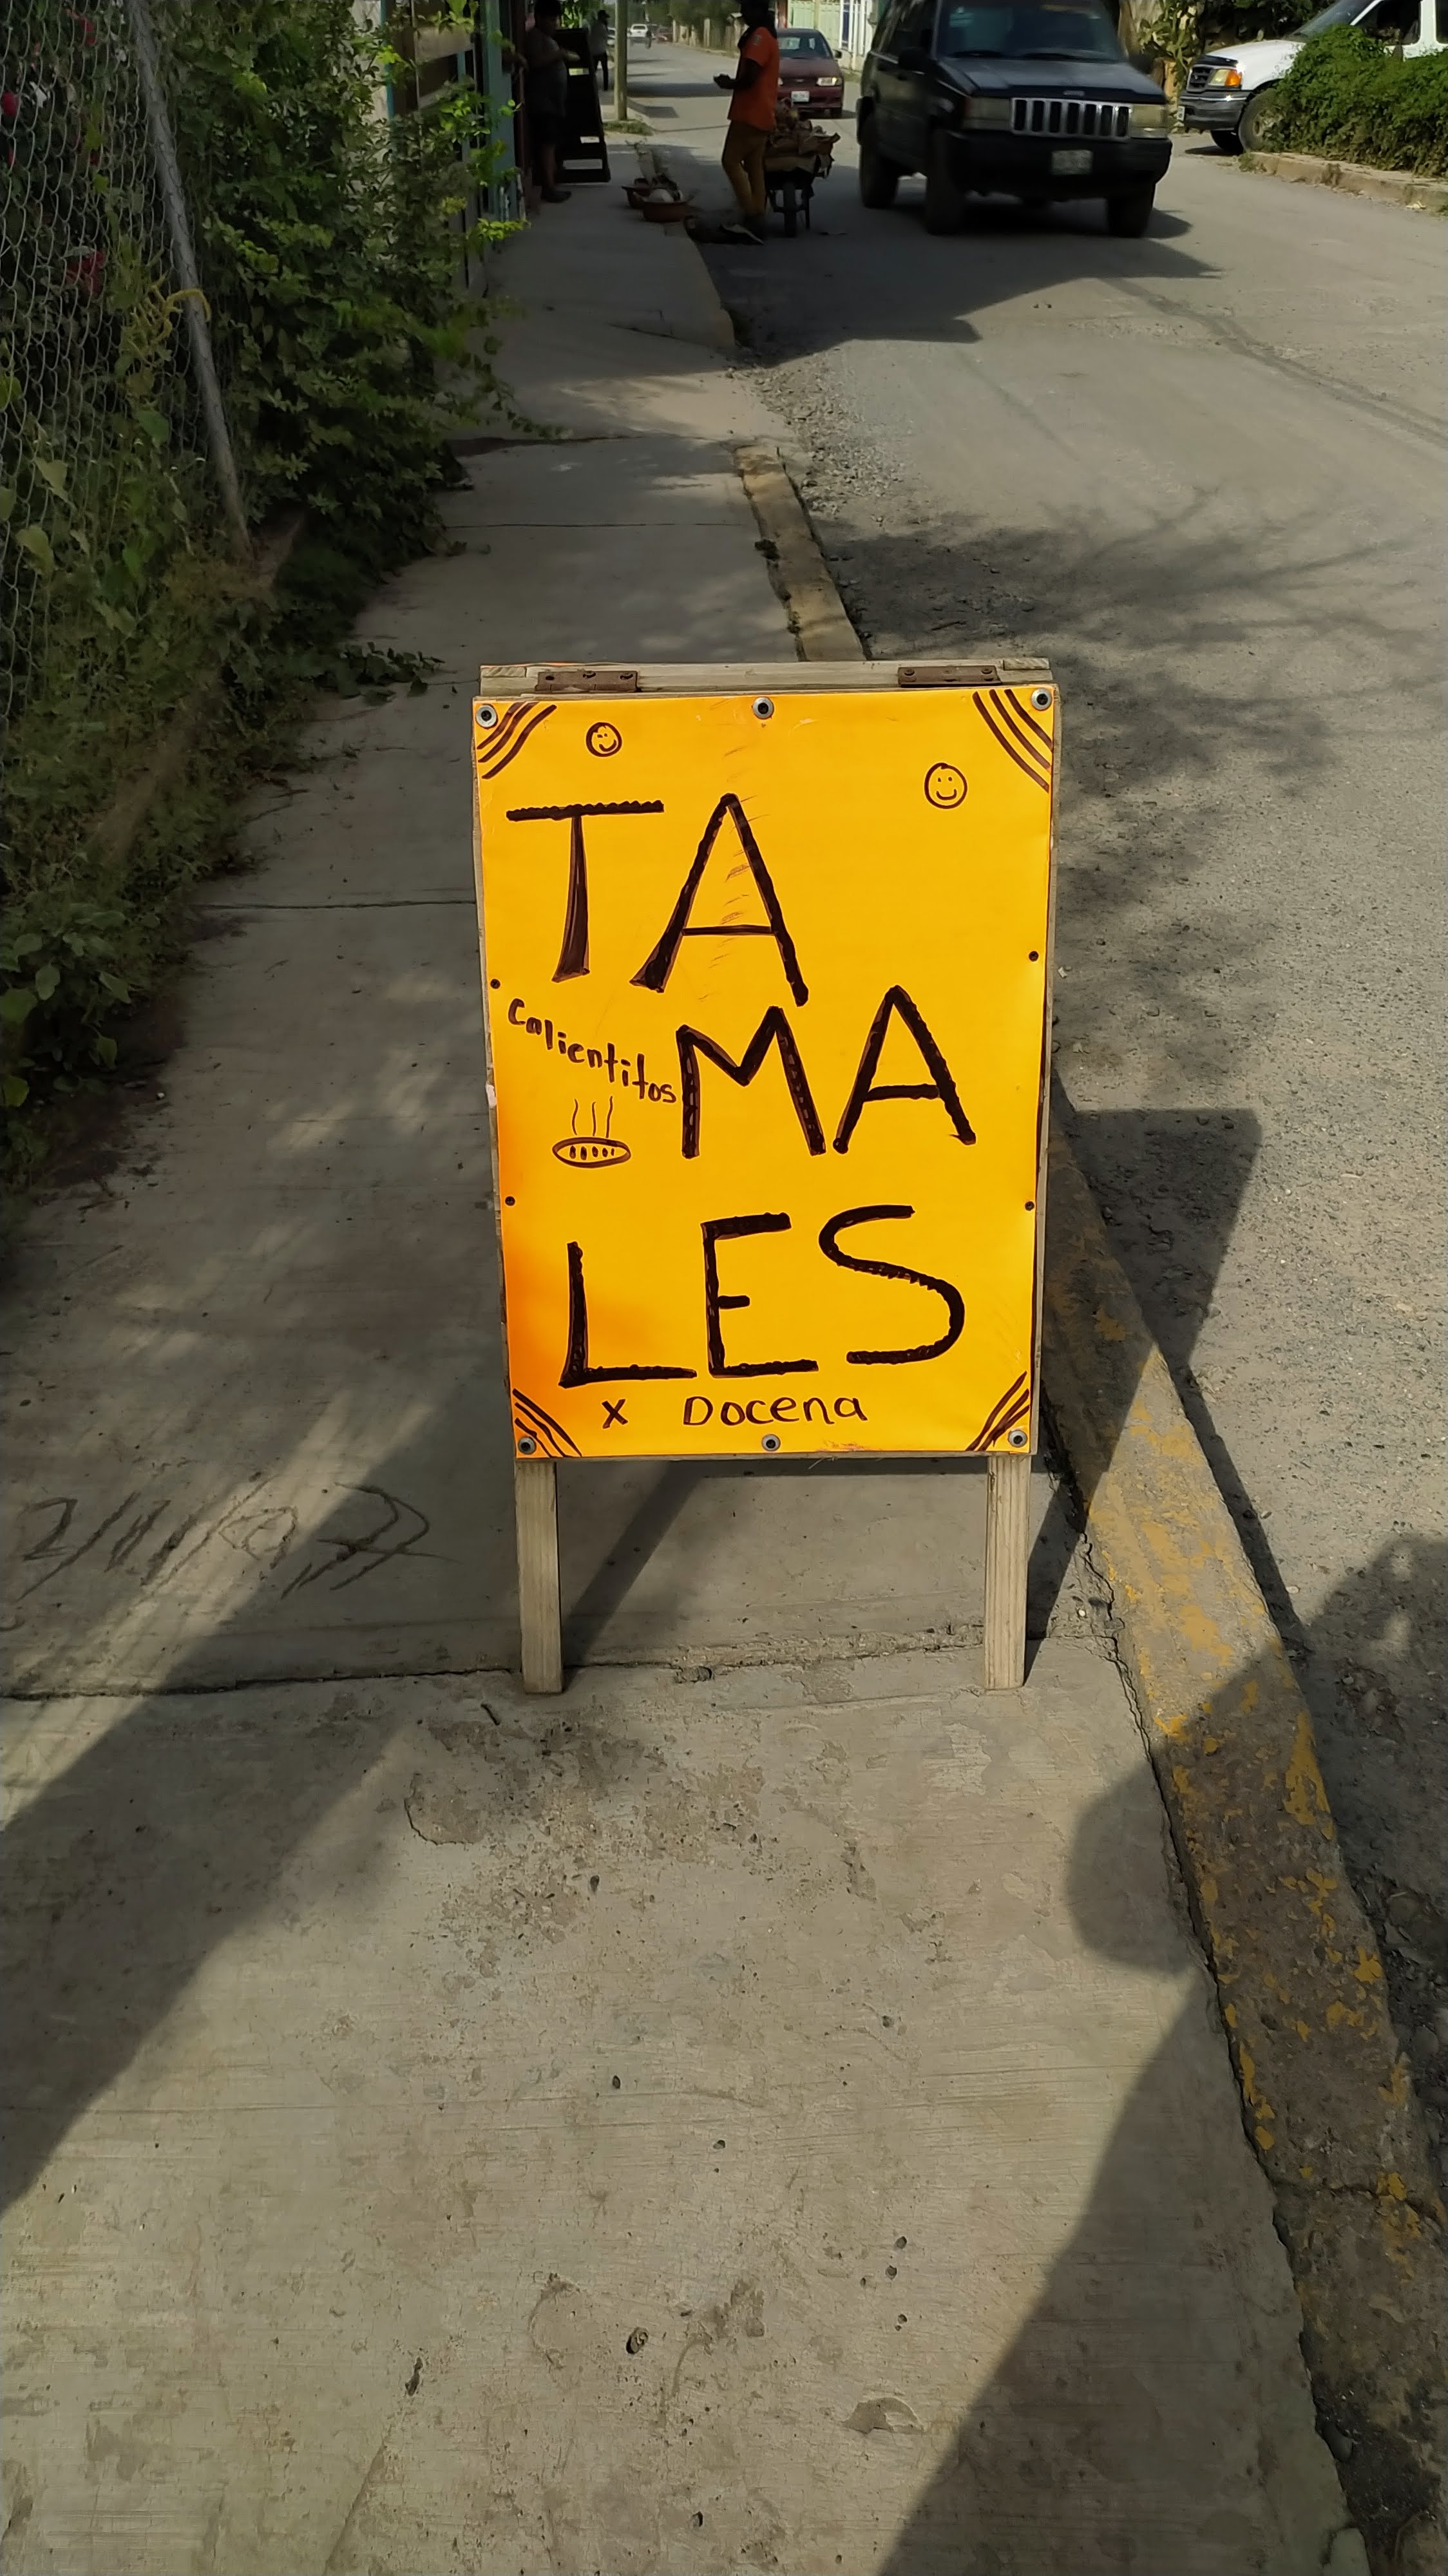 TA
Calientitos
MA
LES
x Docena